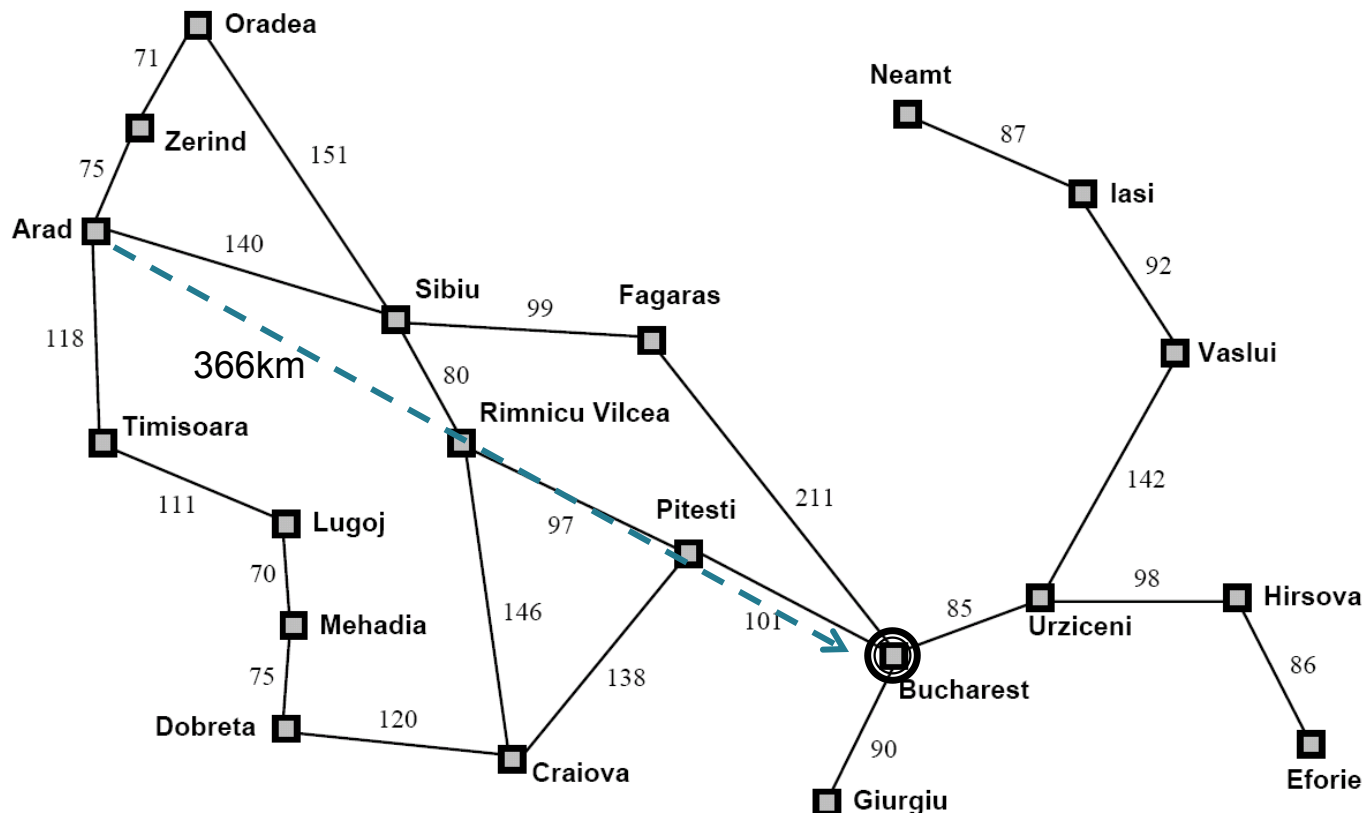 Oradea
71
Neamt
87
Zerind
151
75
Iasi
Arad
140
92
Sibiu
Fagaras
99
118
Vaslui
366km
80
Rimnicu Vilcea
Timisoara
142
211
111
Pitesti
97
Lugoj
70
98
Hirsova
146
101
85
Mehadia
Urziceni
86
75
138
Bucharest
Dobreta
120
90
Craiova
Eforie
Giurgiu